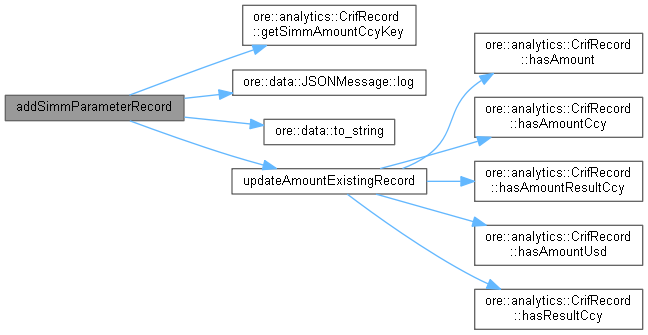 addSimmParameterRecord
ore::analytics::CrifRecord
::getSimmAmountCcyKey
ore::data::JSONMessage::log
ore::data::to_string
updateAmountExistingRecord
ore::analytics::CrifRecord
::hasAmount
ore::analytics::CrifRecord
::hasAmountCcy
ore::analytics::CrifRecord
::hasAmountResultCcy
ore::analytics::CrifRecord
::hasAmountUsd
ore::analytics::CrifRecord
::hasResultCcy